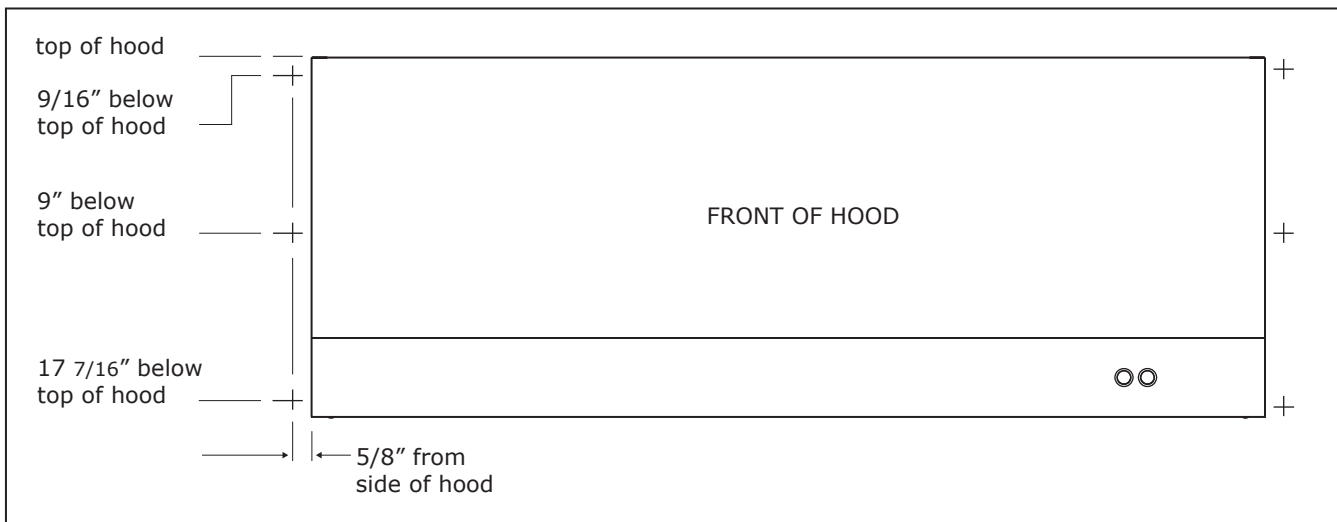 top of hood
9/16” below
top of hood
9” below
top of hood
FRONT OF HOOD
17 7/16” below
top of hood
5/8” from
side of hood